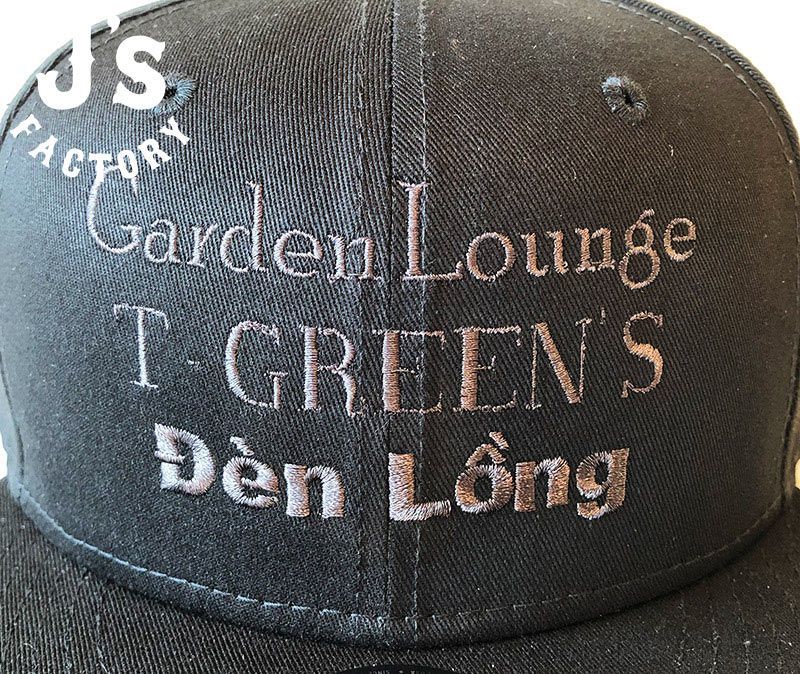 J's
FACTORY
Garden Lounge
T-GREEN'S
Đèn Lồng